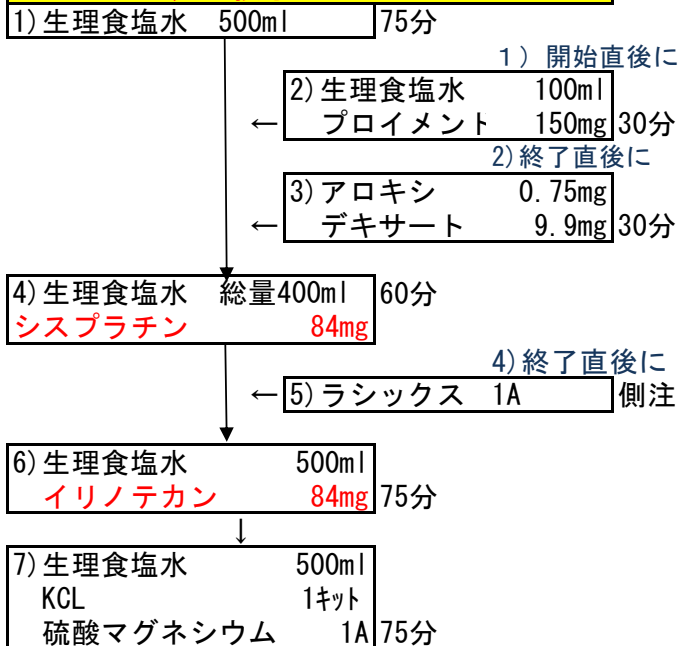 1)生理食塩水 500ml 75分
1) 開始直後に
2)生理食塩水 100ml
← プロイメント 150mg 30分
2)終了直後に
3)アロキシ 0.75mg
← デキサート 9.9mg 30分
4)生理食塩水 総量400ml 60分
シスプラチン 84mg
4)終了直後に
← 5)ラシックス 1A 側注
6)生理食塩水 500ml
イリノテカン 84mg 75分
↓
7)生理食塩水 500ml
KCL 1キット
硫酸マグネシウム 1A 75分